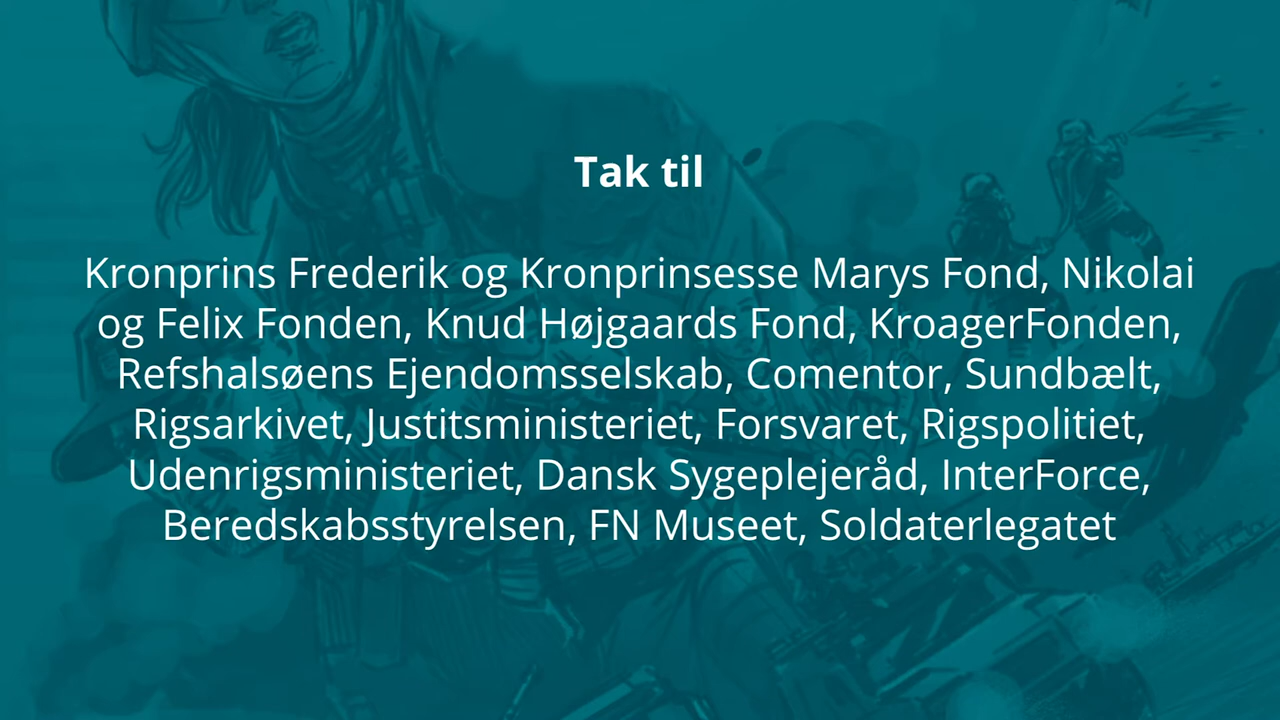 Tak til
Kronprins Frederik og Kronprinsesse Marys Fond, Nikolai
og Felix Fonden, Knud Højgaards Fond, KroagerFonden,
Refshalsøens Ejendomsselskab, Comentor, Sundbælt,
Rigsarkivet, Justitsministeriet, Forsvaret, Rigspolitiet,
Udenrigsministeriet, Dansk Sygeplejeråd, InterForce,
Beredskabsstyrelsen, FN Museet, Soldaterlegatet